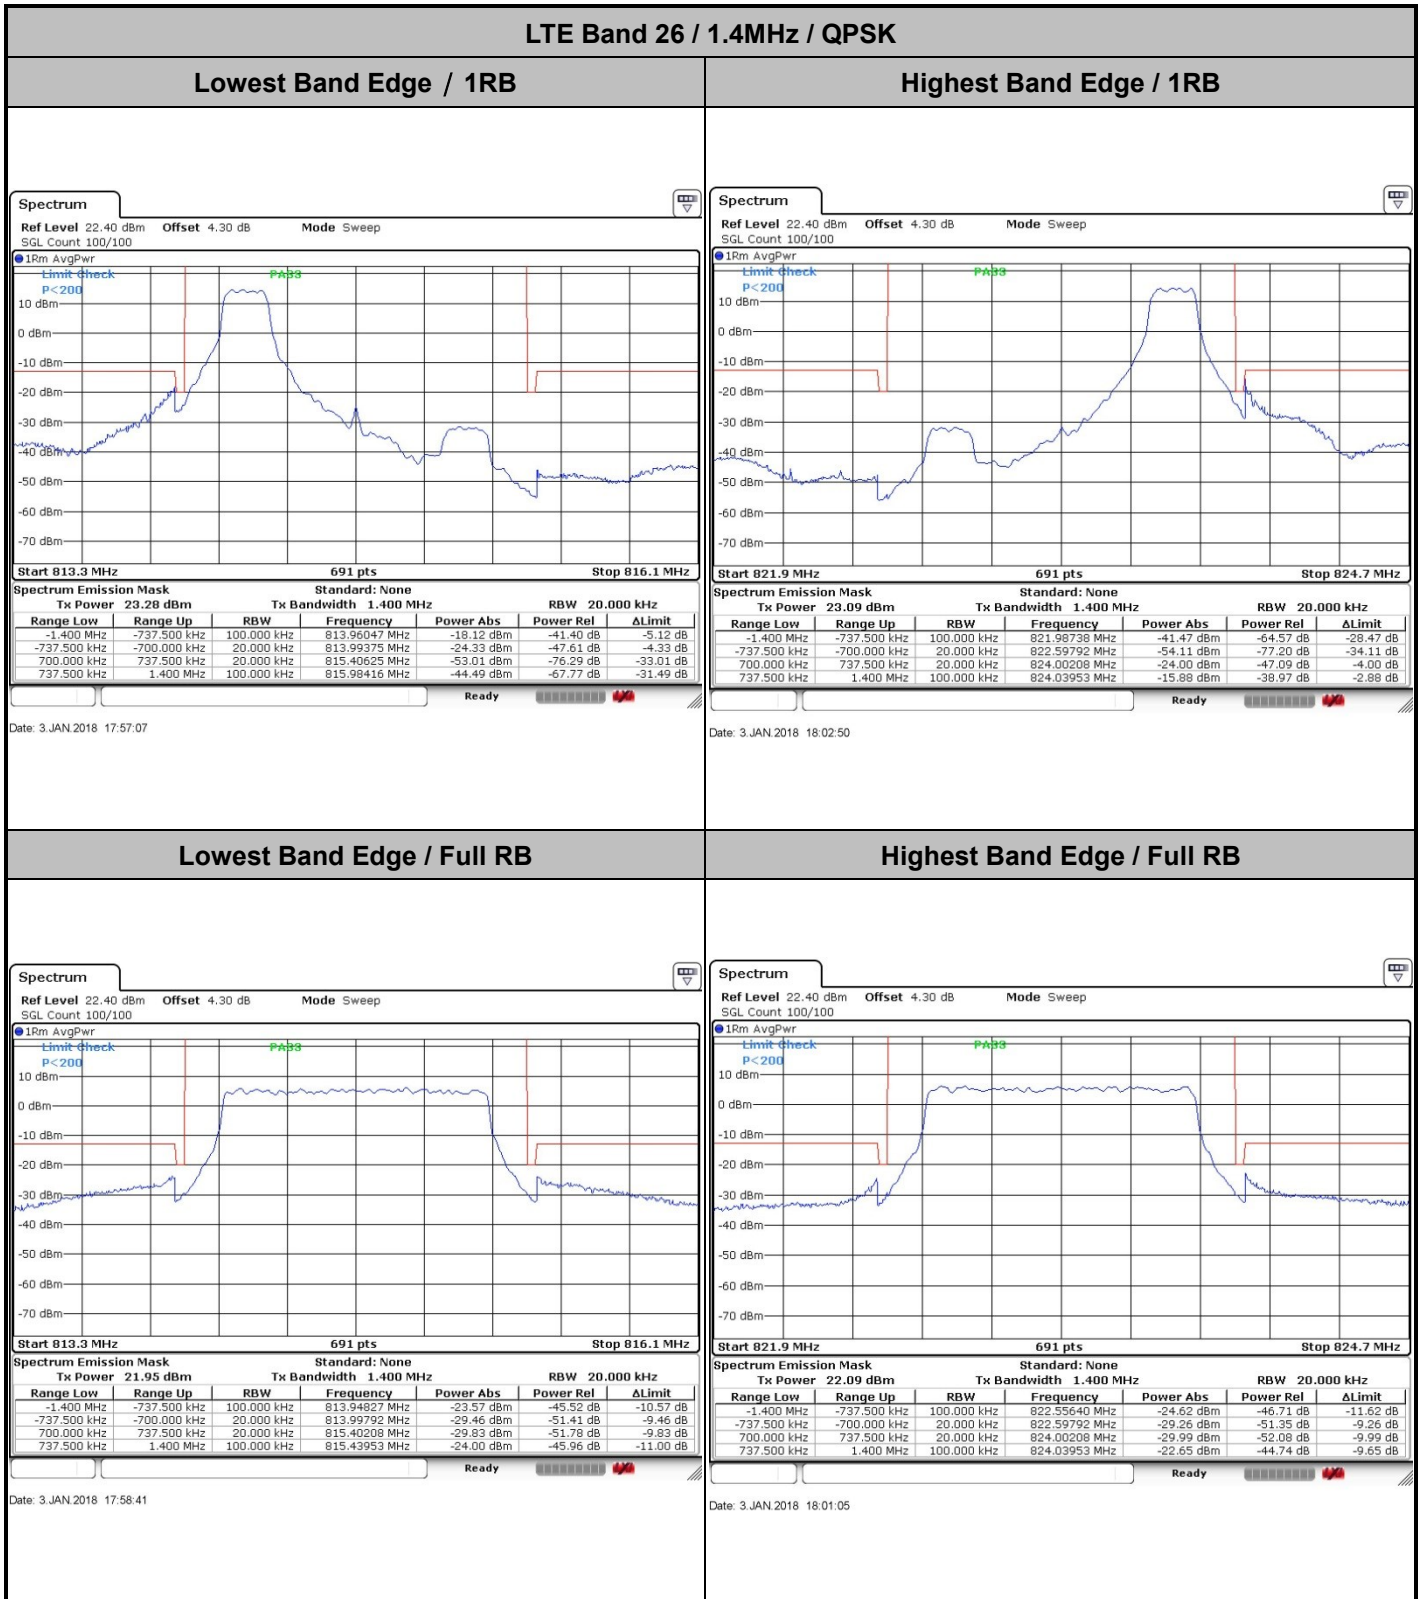 LTE Band 26 / 1.4MHz / QPSK
Lowest Band Edge / 1RB
Highest Band Edge / 1RB
Spectrum
Ref Level 22.40 dBm Offset 4.30 dB Mode Sweep
SGL Count 100/100
1Rm AvgPwr
Limit Check PASS
P<200
10 dBm
0 dBm
-10 dBm
-20 dBm
-30 dBm
-40 dBm
-50 dBm
-60 dBm
-70 dBm
Start 813.3 MHz 691 pts Stop 816.1 MHz
Spectrum Emission Mask Standard: None
Tx Power 23.28 dBm Tx Bandwidth 1.400 MHz RBW 20.000 kHz
Range Low Range Up RBW Frequency Power Abs Power Rel ΔLimit
-1.400 MHz -737.500 kHz 100.000 kHz 813.96047 MHz -18.12 dBm -41.40 dB -5.12 dB
-737.500 kHz -700.000 kHz 20.000 kHz 813.99375 MHz -24.33 dBm -47.61 dB -4.33 dB
700.000 kHz 737.500 kHz 20.000 kHz 815.40625 MHz -53.01 dBm -76.29 dB -33.01 dB
737.500 kHz 1.400 MHz 100.000 kHz 815.98416 MHz -44.49 dBm -67.77 dB -31.49 dB
Ready
Date: 3.JAN.2018 17:57:07
Spectrum
Ref Level 22.40 dBm Offset 4.30 dB Mode Sweep
SGL Count 100/100
1Rm AvgPwr
Limit Check PASS
P<200
10 dBm
0 dBm
-10 dBm
-20 dBm
-30 dBm
-40 dBm
-50 dBm
-60 dBm
-70 dBm
Start 821.9 MHz 691 pts Stop 824.7 MHz
Spectrum Emission Mask Standard: None
Tx Power 23.09 dBm Tx Bandwidth 1.400 MHz RBW 20.000 kHz
Range Low Range Up RBW Frequency Power Abs Power Rel ΔLimit
-1.400 MHz -737.500 kHz 100.000 kHz 821.98738 MHz -41.47 dBm -64.57 dB -28.47 dB
-737.500 kHz -700.000 kHz 20.000 kHz 822.59792 MHz -54.11 dBm -77.20 dB -34.11 dB
700.000 kHz 737.500 kHz 20.000 kHz 824.00208 MHz -24.00 dBm -47.09 dB -4.00 dB
737.500 kHz 1.400 MHz 100.000 kHz 824.03953 MHz -15.88 dBm -38.97 dB -2.88 dB
Ready
Date: 3.JAN.2018 18:02:50
Lowest Band Edge / Full RB
Highest Band Edge / Full RB
Spectrum
Ref Level 22.40 dBm Offset 4.30 dB Mode Sweep
SGL Count 100/100
1Rm AvgPwr
Limit Check PASS
P<200
10 dBm
0 dBm
-10 dBm
-20 dBm
-30 dBm
-40 dBm
-50 dBm
-60 dBm
-70 dBm
Start 813.3 MHz 691 pts Stop 816.1 MHz
Spectrum Emission Mask Standard: None
Tx Power 21.95 dBm Tx Bandwidth 1.400 MHz RBW 20.000 kHz
Range Low Range Up RBW Frequency Power Abs Power Rel ΔLimit
-1.400 MHz -737.500 kHz 100.000 kHz 813.94827 MHz -23.57 dBm -45.52 dB -10.57 dB
-737.500 kHz -700.000 kHz 20.000 kHz 813.99792 MHz -29.46 dBm -51.41 dB -9.46 dB
700.000 kHz 737.500 kHz 20.000 kHz 815.40208 MHz -29.83 dBm -51.78 dB -9.83 dB
737.500 kHz 1.400 MHz 100.000 kHz 815.43953 MHz -24.00 dBm -45.96 dB -11.00 dB
Ready
Date: 3.JAN.2018 17:58:41
Spectrum
Ref Level 22.40 dBm Offset 4.30 dB Mode Sweep
SGL Count 100/100
1Rm AvgPwr
Limit Check PASS
P<200
10 dBm
0 dBm
-10 dBm
-20 dBm
-30 dBm
-40 dBm
-50 dBm
-60 dBm
-70 dBm
Start 821.9 MHz 691 pts Stop 824.7 MHz
Spectrum Emission Mask Standard: None
Tx Power 22.09 dBm Tx Bandwidth 1.400 MHz RBW 20.000 kHz
Range Low Range Up RBW Frequency Power Abs Power Rel ΔLimit
-1.400 MHz -737.500 kHz 100.000 kHz 822.55640 MHz -24.62 dBm -46.71 dB -11.62 dB
-737.500 kHz -700.000 kHz 20.000 kHz 822.59792 MHz -29.26 dBm -51.35 dB -9.26 dB
700.000 kHz 737.500 kHz 20.000 kHz 824.00208 MHz -29.99 dBm -52.08 dB -9.99 dB
737.500 kHz 1.400 MHz 100.000 kHz 824.03953 MHz -22.65 dBm -44.74 dB -9.65 dB
Ready
Date: 3.JAN.2018 18:01:05